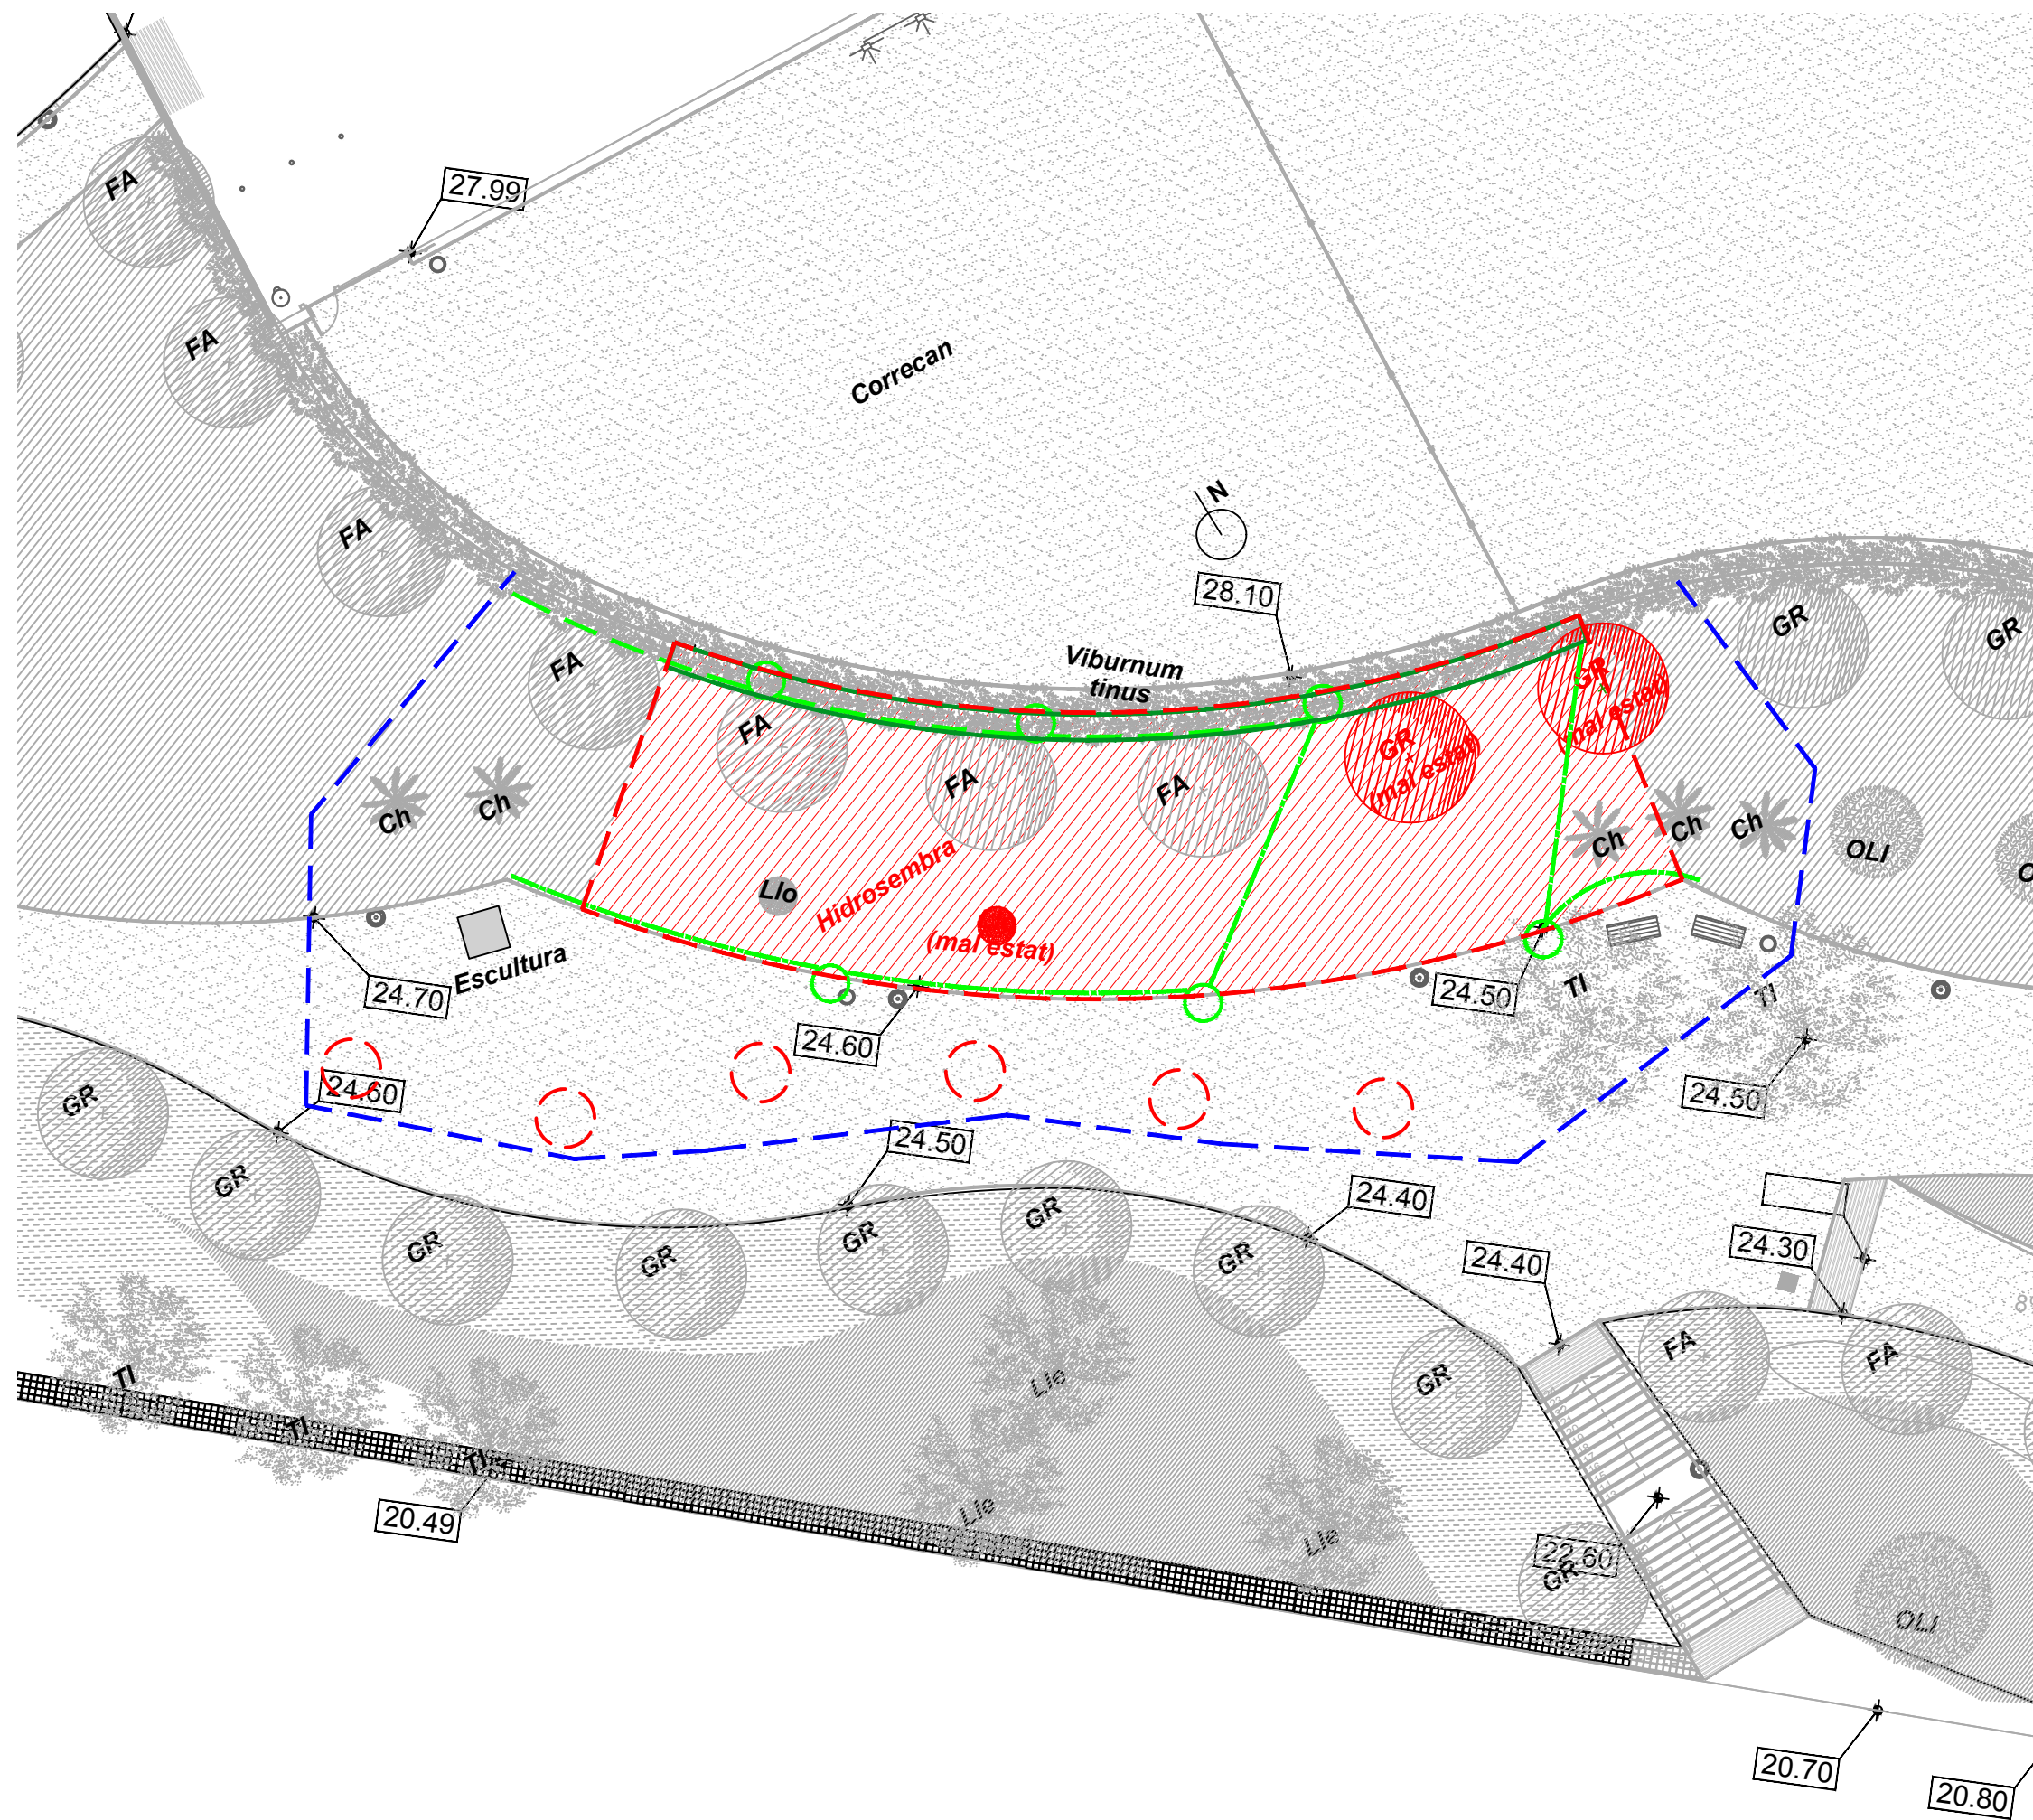 FA
27.99
FA
Correcan
N
FA
28.10
GR
GR
Viburnum
tinus
FA
GR
(mal estat)
FA
GR
(mal estat)
FA
FA
Ch
Ch
Ch
Ch
Ch
OLI
Llo
Hidrosembra
(mal estat)
Escultura
24.70
24.50
TI
TI
24.60
24.60
24.50
24.50
GR
GR
24.40
GR
GR
GR
GR
GR
24.40
24.30
FA
FA
GR
TI
TI
TI
Lle
Lle
Lle
20.49
22.60
GR
OLI
20.70
20.80